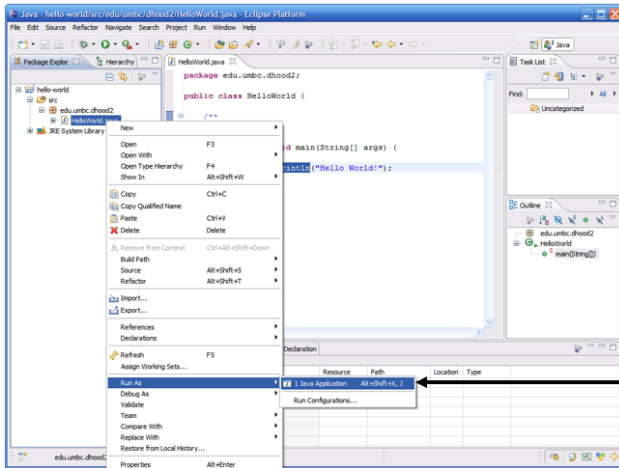 Java - hello-world/src/edu/umbc/dhood2/HelloWorld.java - Eclipse Platform
File Edit Source Refactor Navigate Search Project Run Window Help
Java
Package Explor Hierarchy
HelloWorld.java
Task List
hello-world
src
edu.umbc.dhood2
HelloWorld.java
JRE System Library
package edu.umbc.dhood2;
public class HelloWorld {
/**
id main(String[] args) {
println("Hello World!");
Find: All
Uncategorized
Outline
edu.umbc.dhood2
HelloWorld
main(String[])
New
Open F3
Open With
Open Type Hierarchy F4
Show In Alt+Shift+W
Copy Ctrl+C
Copy Qualified Name
Paste Ctrl+V
Delete Delete
Remove from Context Ctrl+Alt+Shift+Down
Build Path
Source Alt+Shift+S
Refactor Alt+Shift+T
Import...
Export...
References
Declarations
Refresh F5
Assign Working Sets...
Run As
Debug As
Validate
Team
Compare With
Replace With
Restore from Local History...
Properties Alt+Enter
1 Java Application Alt+Shift+X, J
Run Configurations...
Declaration
Resource Path Location Type
edu.umbc.dhood2